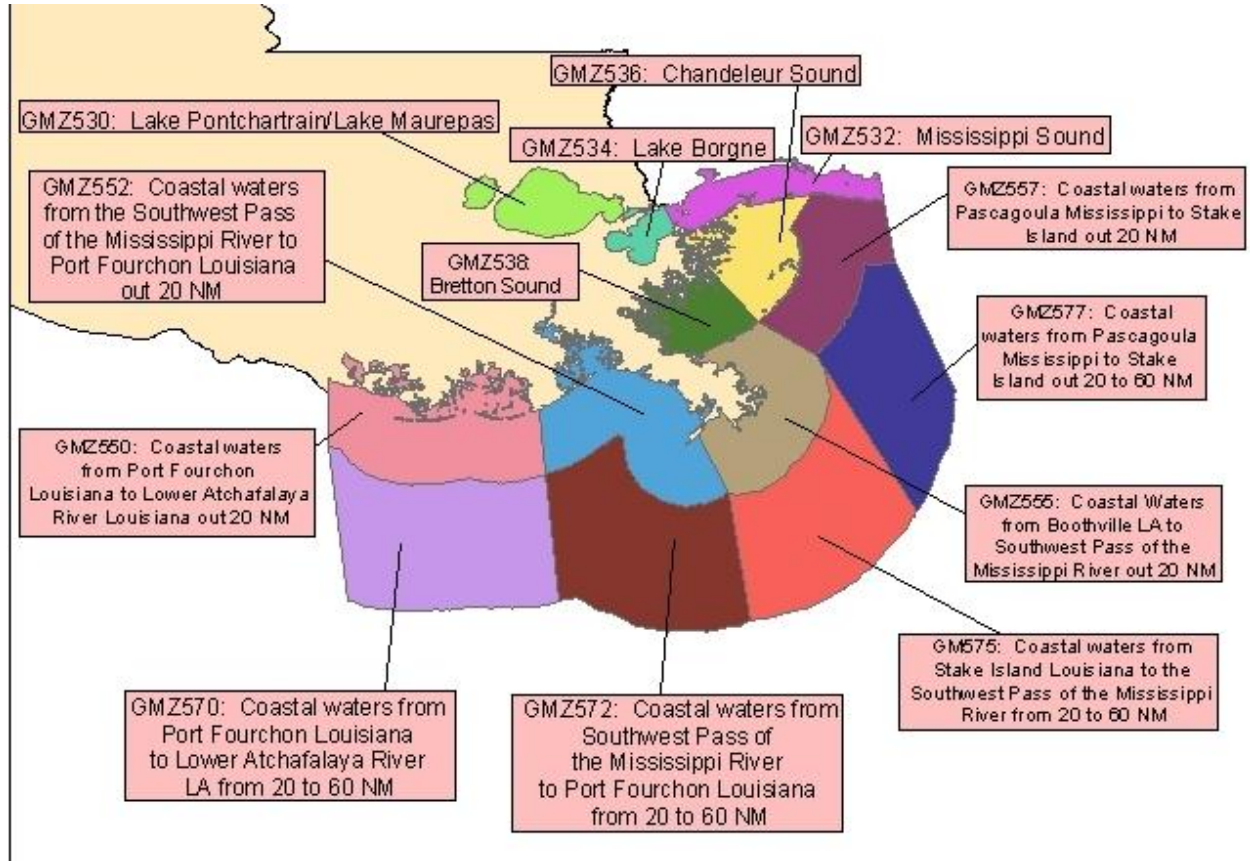 GMZ536: Chandeleur Sound
GMZ530: Lake Pontchartrain/Lake Maurepas
GMZ532: Mississippi Sound
GMZ534: Lake Borgne
GMZ552: Coastal waters
from the Southwest Pass
of the Mississippi River to
Port Fourchon Louisiana
out 20 NM
GMZ557: Coastal waters from
Pascagoula Mississippi to Stake
Island out 20 NM
GMZ538:
Bretton Sound
GMZ577: Coastal
waters from Pascagoula
Mississippi to Stake
Island out 20 to 60 NM
GMZ550: Coastal waters
from Port Fourchon
Louisiana to Lower Atchafalaya
River Louisiana out 20 NM
GMZ555: Coastal Waters
from Boothville LA to
Southwest Pass of the
Mississippi River out 20 NM
GM575: Coastal waters from
Stake Island Louisiana to the
Southwest Pass of the Mississippi
River from 20 to 60 NM
GMZ570: Coastal waters from
Port Fourchon Louisiana
to Lower Atchafalaya River
LA from 20 to 60 NM
GMZ572: Coastal waters from
Southwest Pass of
the Mississippi River
to Port Fourchon Louisiana
from 20 to 60 NM